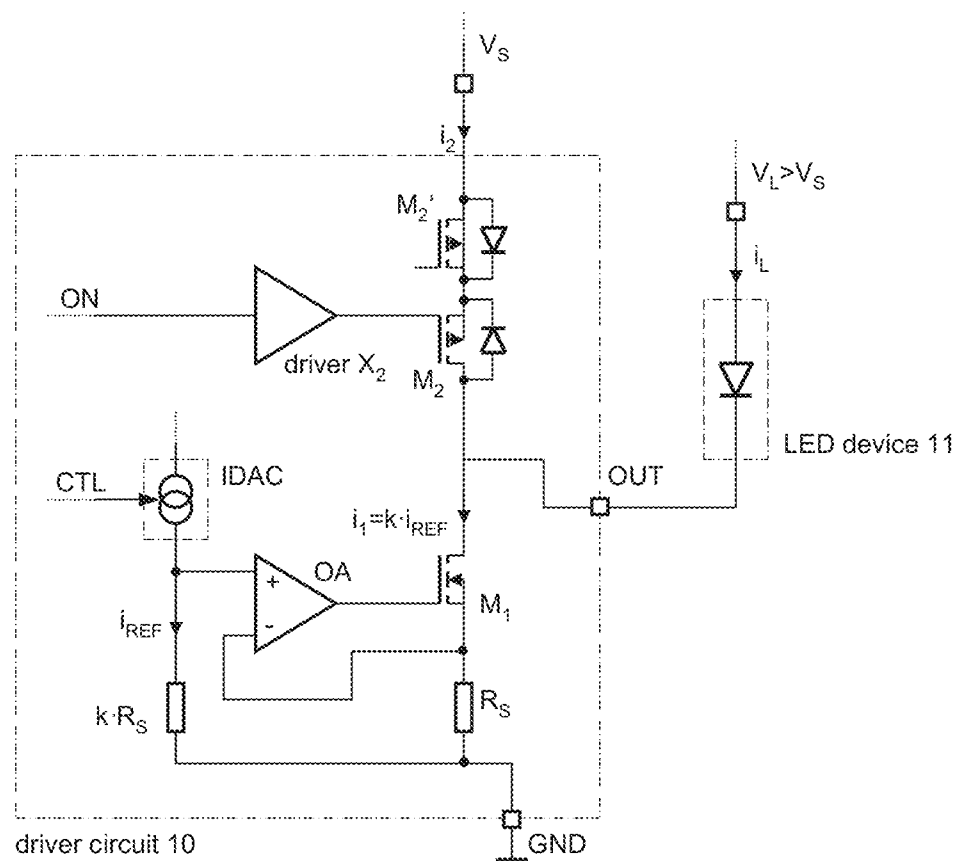 V_S
i_2
V_L>V_S
M_2'
i_L
ON
driver X_2
M_2
LED device 11
CTL
IDAC
OUT
i_1=k·i_REF
+
OA
-
M_1
i_REF
k·R_S
R_S
GND
driver circuit 10